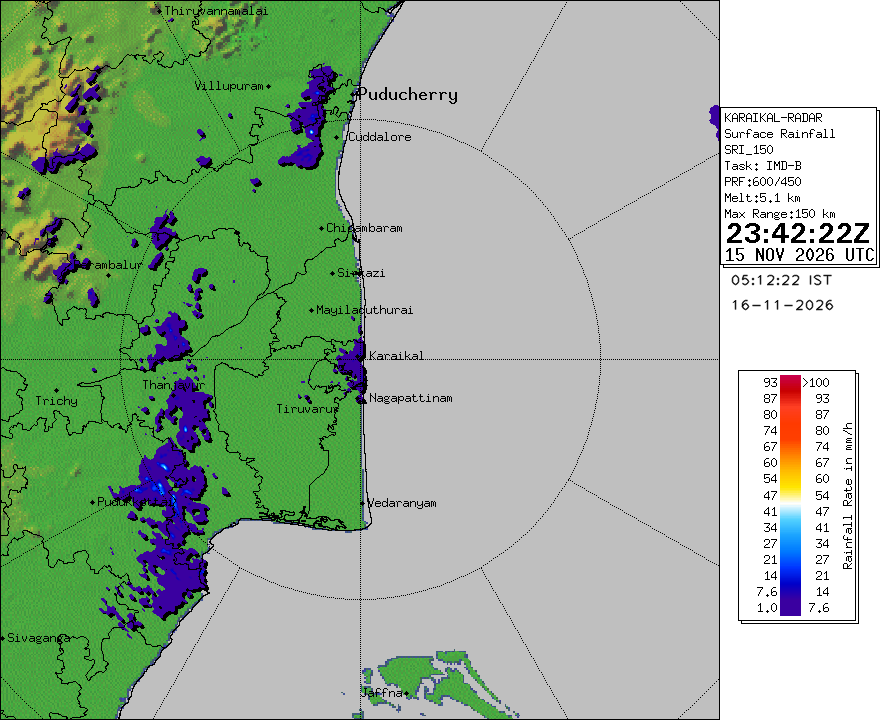 Thiruvannamalai
Villupuram
Puducherry
Cuddalore
Chidambaram
Perambalur
Sirkazi
Mayiladuthurai
Karaikal
Thanjavur
Trichy
Nagapattinam
Tiruvarur
Pudukkottai
Vedaranyam
Sivaganga
Jaffna
KARAIKAL-RADAR
Surface Rainfall
SRI_150
Task: IMD-B
PRF:600/450
Melt:5.1 km
Max Range:150 km
23:42:22Z
15 NOV 2026 UTC
05:12:22 IST
16-11-2026
93 >100
87 93
80 87
74 80
67 74
60 67
54 60
47 54
41 47
34 41
27 34
21 27
14 21
7.6 14
1.0 7.6
Rainfall Rate in mm/h